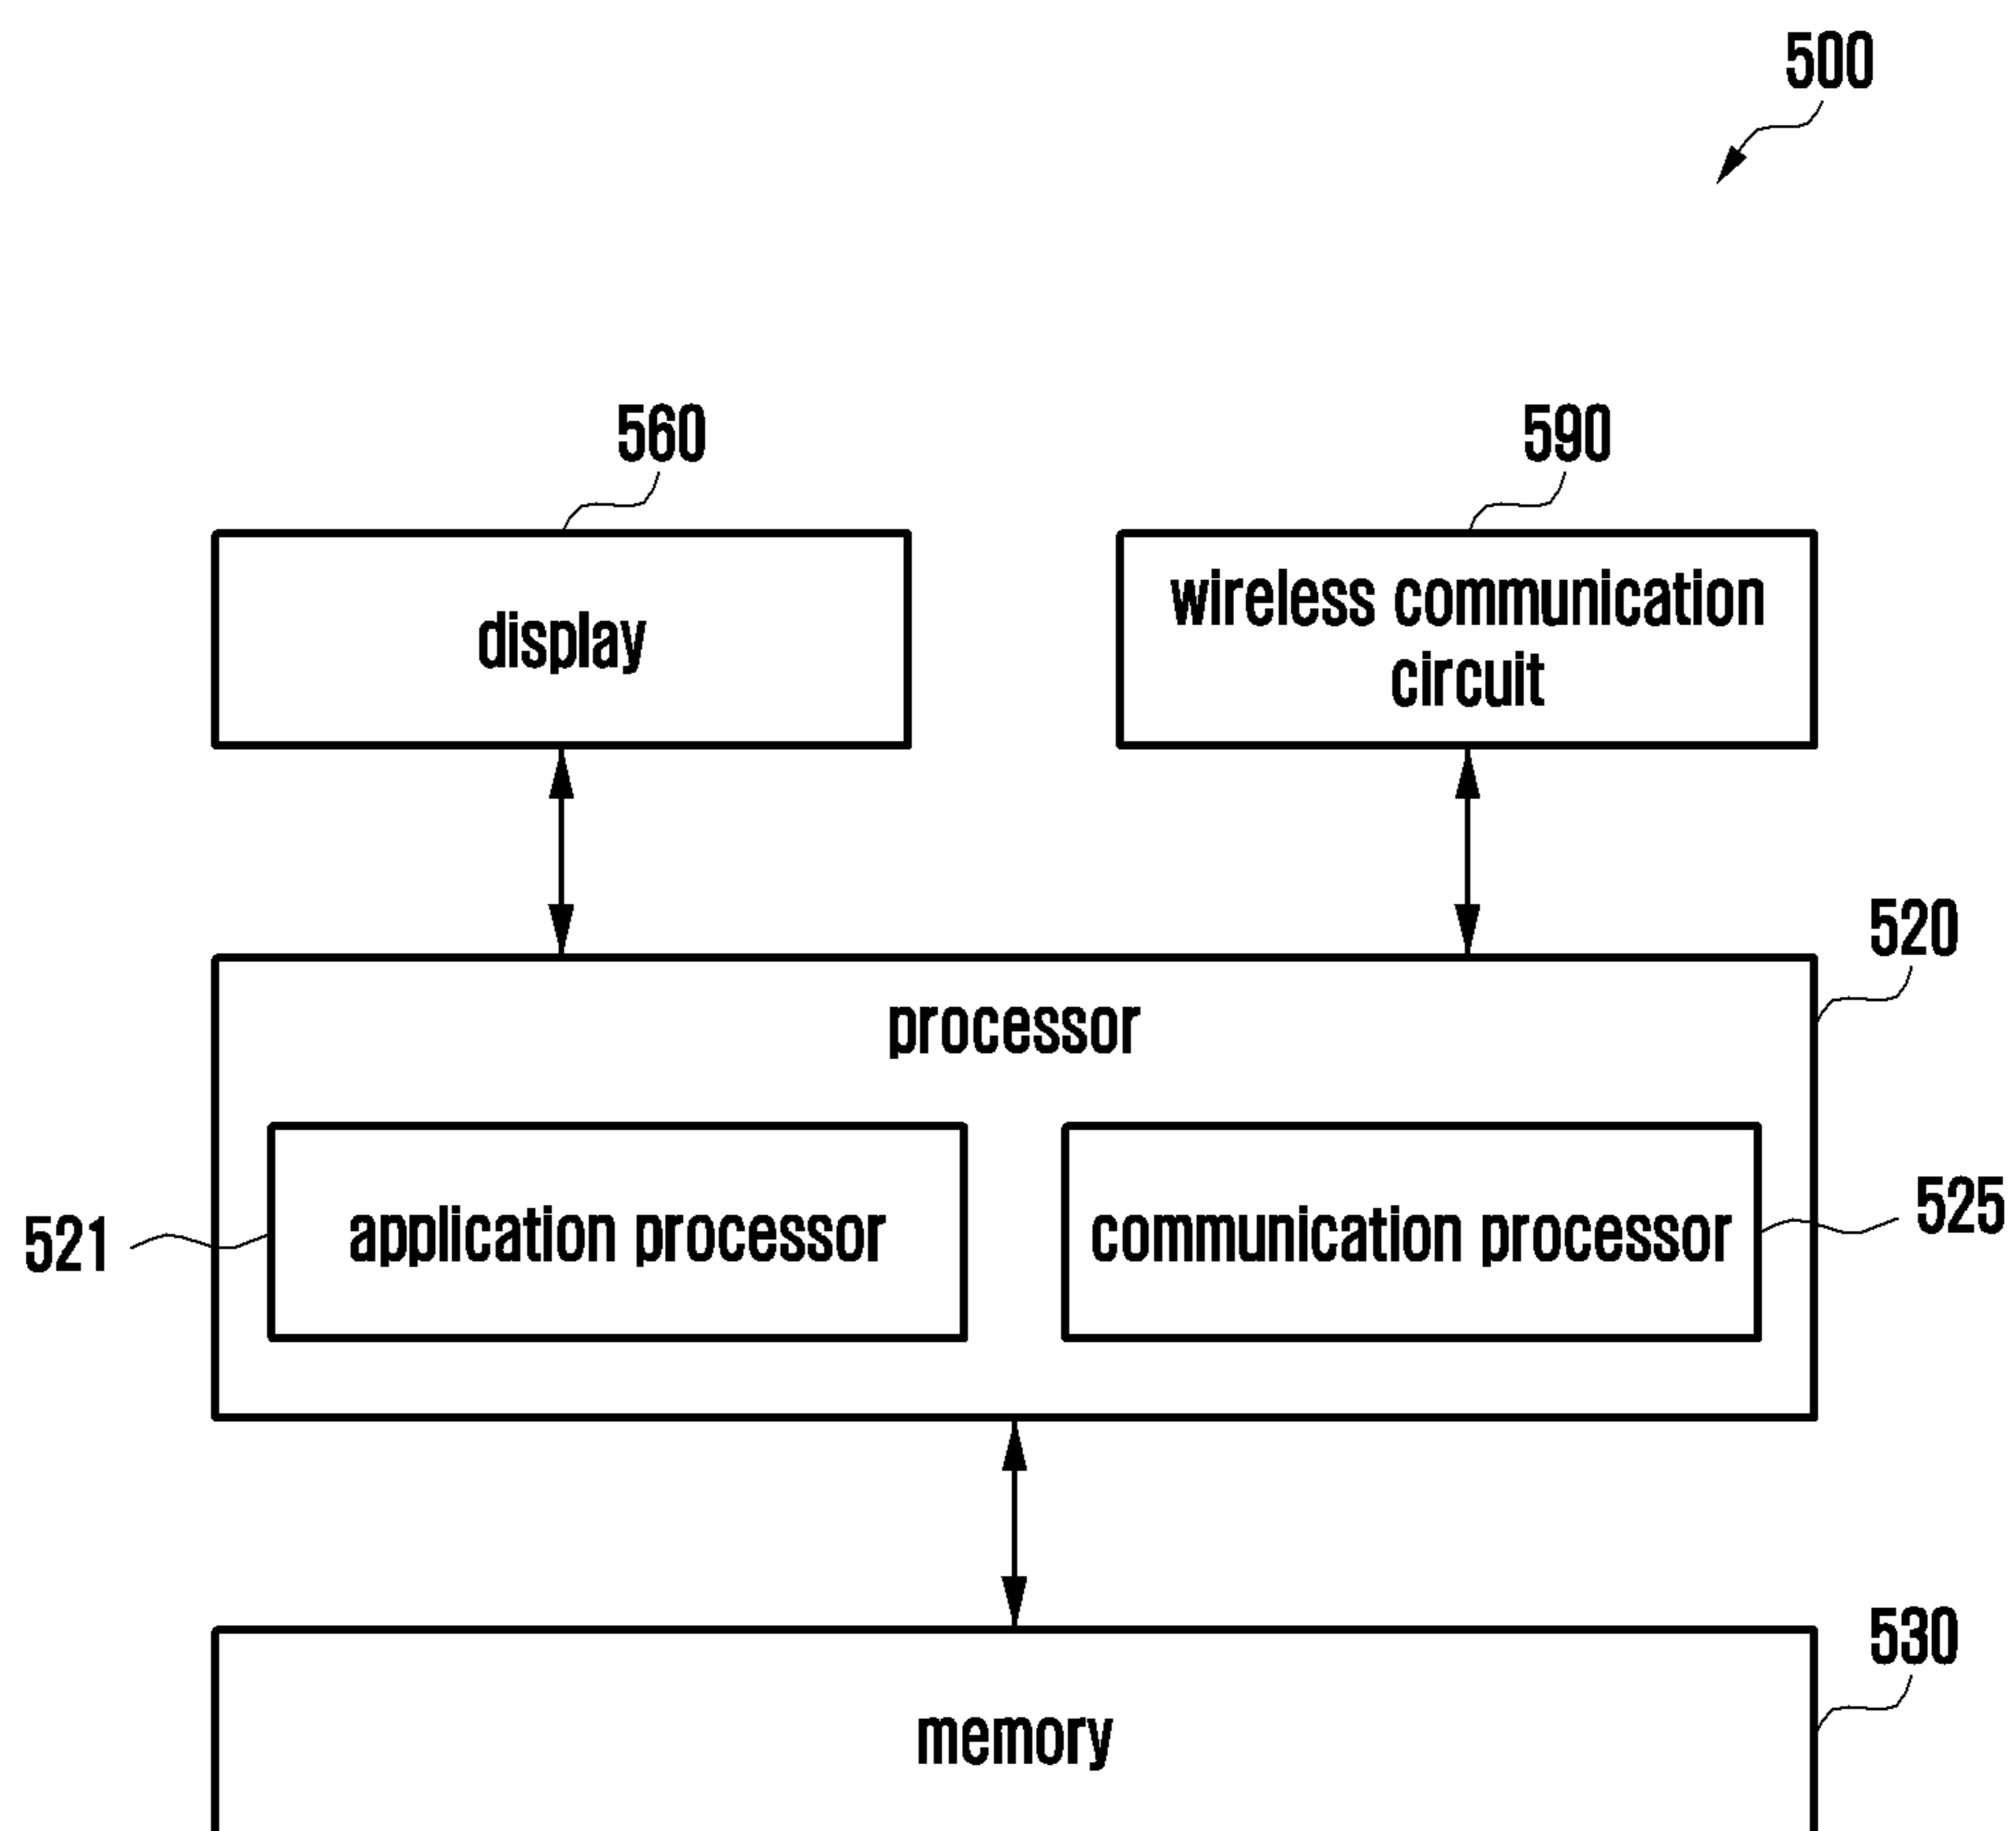 500
560
590
display
wireless communication
circuit
520
processor
521
application processor
communication processor
525
530
memory